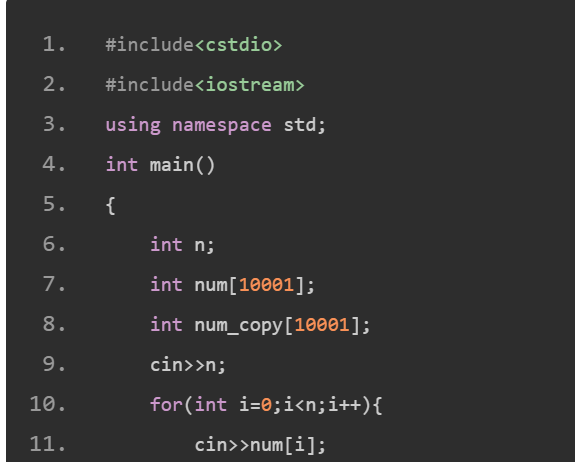 1. #include<cstdio>
2. #include<iostream>
3. using namespace std;
4. int main()
5. {
6.     int n;
7.     int num[10001];
8.     int num_copy[10001];
9.     cin>>n;
10.     for(int i=0;i<n;i++){
11.         cin>>num[i];